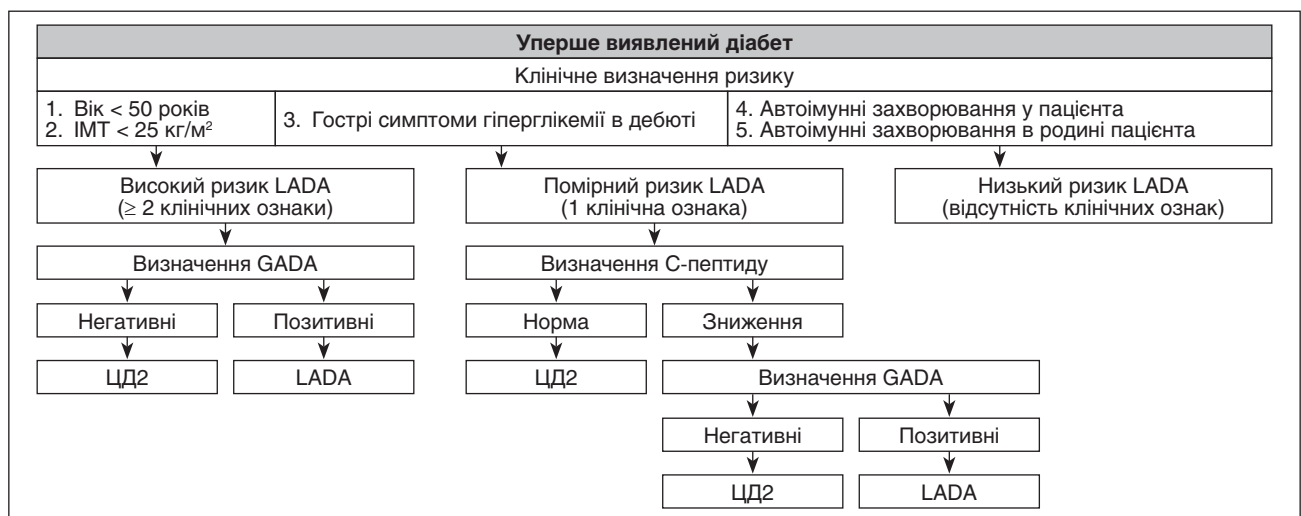 Уперше виявлений діабет
Клінічне визначення ризику
1. Вік < 50 років
2. ІМТ < 25 кг/м²
3. Гострі симптоми гіперглікемії в дебюті
4. Автоімунні захворювання у пацієнта
5. Автоімунні захворювання в родині пацієнта
Високий ризик LADA
(≥ 2 клінічних ознаки)
Помірний ризик LADA
(1 клінічна ознака)
Низький ризик LADA
(відсутність клінічних ознак)
Визначення GADA
Визначення С-пептиду
Негативні
Позитивні
Норма
Зниження
ЦД2
LADA
ЦД2
Визначення GADA
Негативні
Позитивні
ЦД2
LADA